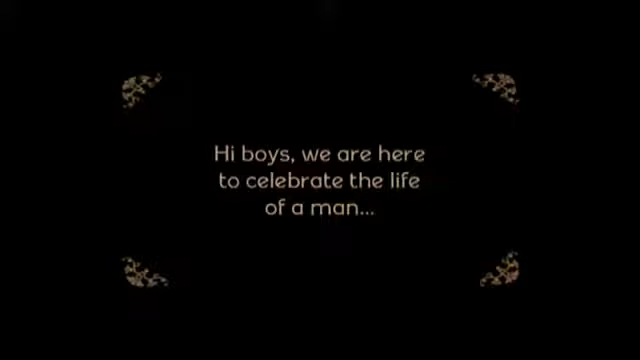 Hi boys, we are here
to celebrate the life
of a man...